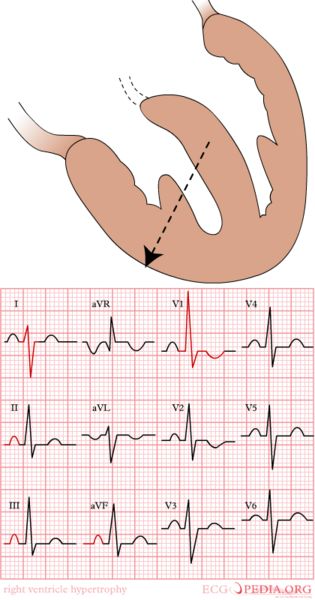 I aVR V1 V4
II aVL V2 V5
III aVF V3 V6
right ventricle hypertrophy ECGPEDIA.ORG